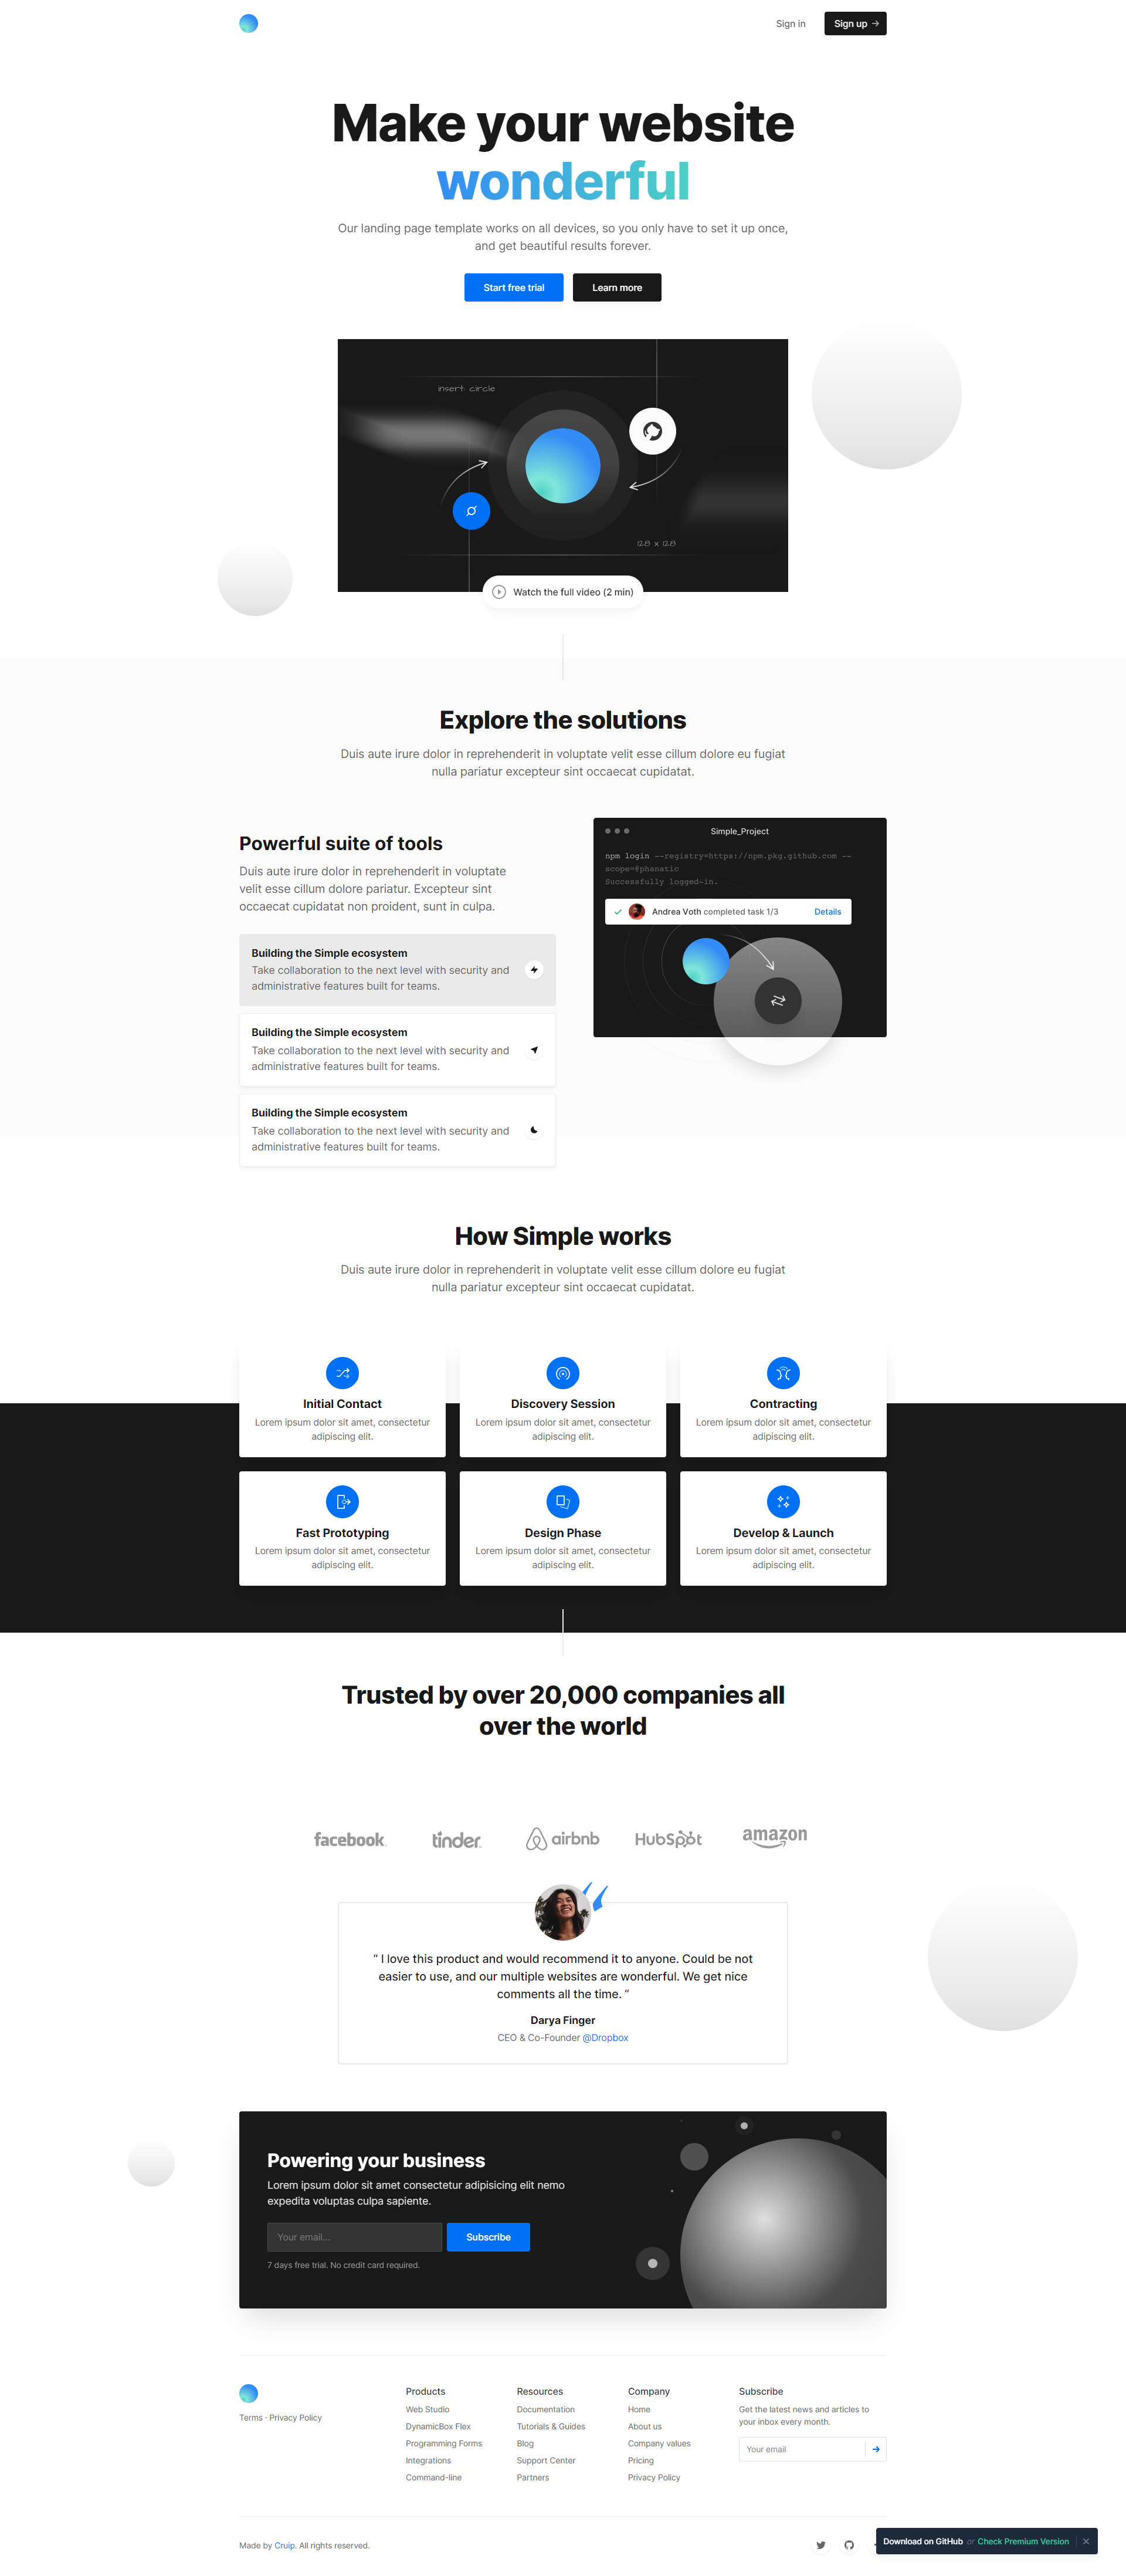 Sign in
Sign up
Make your website
wonderful
Our landing page template works on all devices, so you only have to set it up once,
and get beautiful results forever.
Start free trial
Learn more
insert: circle
128 x 128
Watch the full video (2 min)
Explore the solutions
Duis aute irure dolor in reprehenderit in voluptate velit esse cillum dolore eu fugiat
nulla pariatur excepteur sint occaecat cupidatat.
Powerful suite of tools
Duis aute irure dolor in reprehenderit in voluptate
velit esse cillum dolore pariatur. Excepteur sint
occaecat cupidatat non proident, sunt in culpa.
Building the Simple ecosystem
Take collaboration to the next level with security and
administrative features built for teams.
Building the Simple ecosystem
Take collaboration to the next level with security and
administrative features built for teams.
Building the Simple ecosystem
Take collaboration to the next level with security and
administrative features built for teams.
Simple_Project
npm login --registry=https://npm.pkg.github.com --
scope=@phanatic
Successfully logged-in.
Andrea Voth completed task 1/3
Details
How Simple works
Duis aute irure dolor in reprehenderit in voluptate velit esse cillum dolore eu fugiat
nulla pariatur excepteur sint occaecat cupidatat.
Initial Contact
Lorem ipsum dolor sit amet, consectetur
adipiscing elit.
Discovery Session
Lorem ipsum dolor sit amet, consectetur
adipiscing elit.
Contracting
Lorem ipsum dolor sit amet, consectetur
adipiscing elit.
Fast Prototyping
Lorem ipsum dolor sit amet, consectetur
adipiscing elit.
Design Phase
Lorem ipsum dolor sit amet, consectetur
adipiscing elit.
Develop & Launch
Lorem ipsum dolor sit amet, consectetur
adipiscing elit.
Trusted by over 20,000 companies all
over the world
facebook
tinder
airbnb
HubSpot
amazon
“ I love this product and would recommend it to anyone. Could be not
easier to use, and our multiple websites are wonderful. We get nice
comments all the time. “
Darya Finger
CEO & Co-Founder @Dropbox
Powering your business
Lorem ipsum dolor sit amet consectetur adipisicing elit nemo
expedita voluptas culpa sapiente.
Your email…
Subscribe
7 days free trial. No credit card required.
Terms · Privacy Policy
Products
Web Studio
DynamicBox Flex
Programming Forms
Integrations
Command-line
Resources
Documentation
Tutorials & Guides
Blog
Support Center
Partners
Company
Home
About us
Company values
Pricing
Privacy Policy
Subscribe
Get the latest news and articles to
your inbox every month.
Your email
Made by Cruip. All rights reserved.
Download on GitHub or Check Premium Version